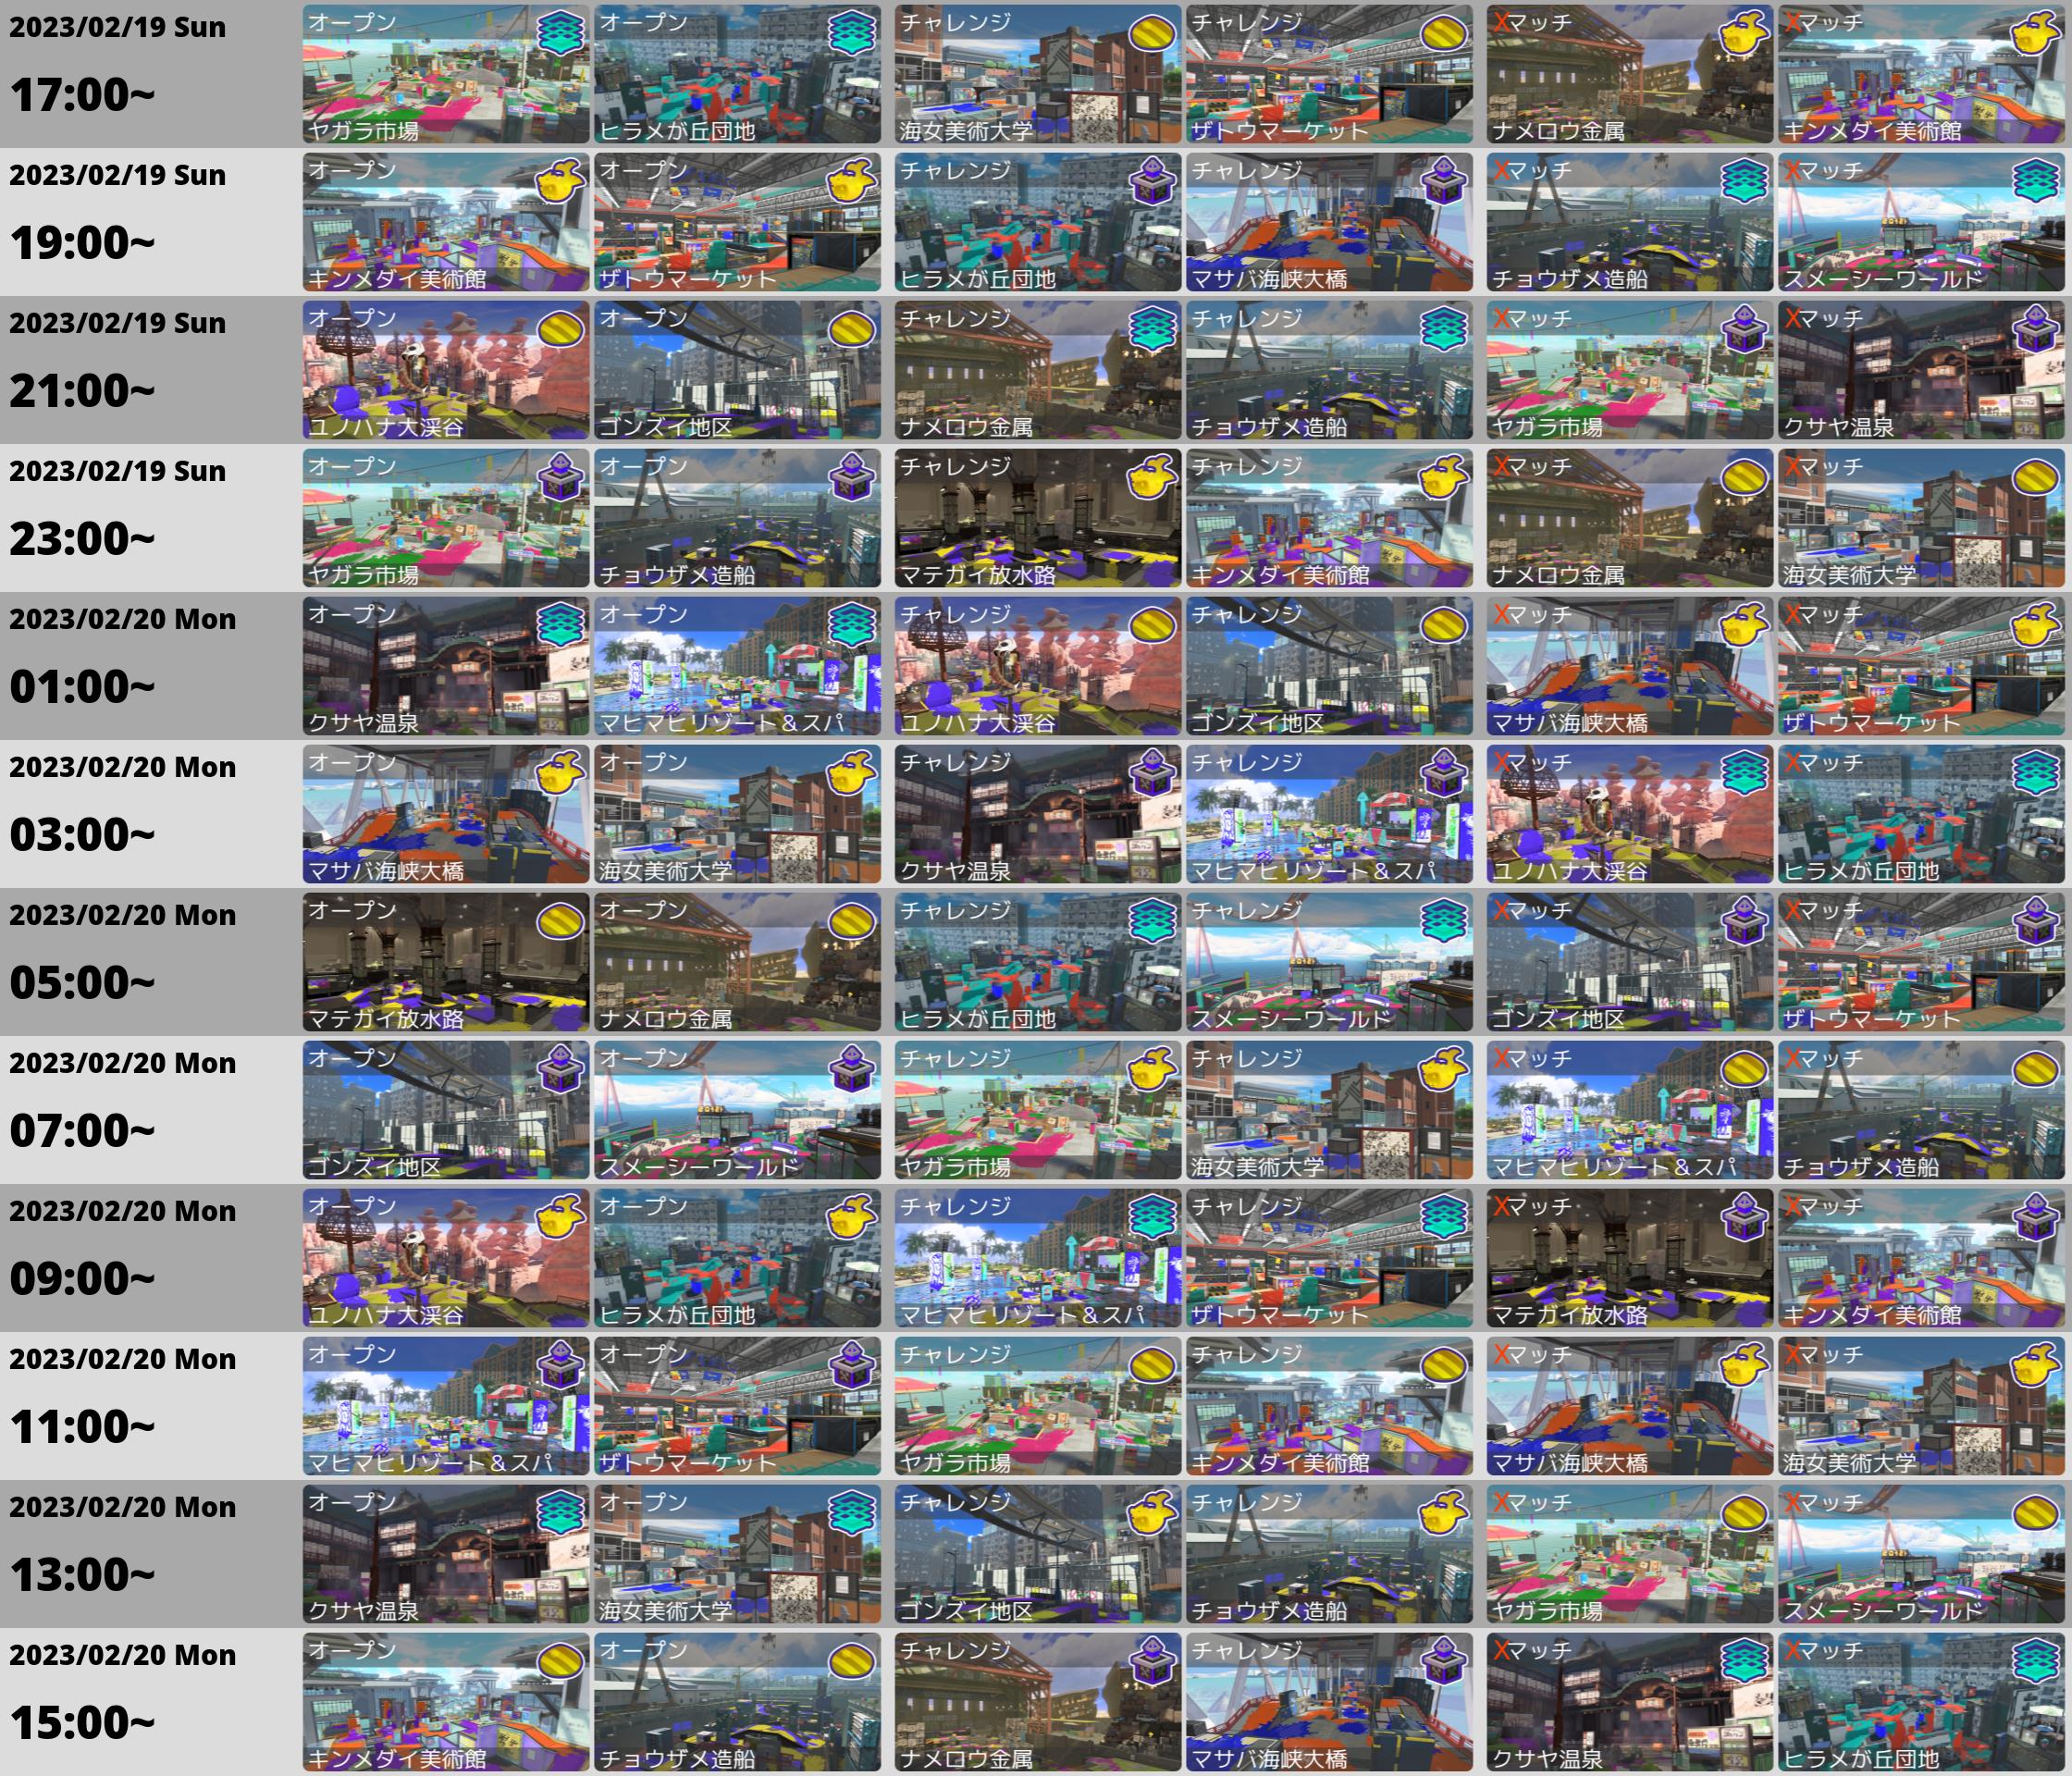 2023/02/19 Sun
17:00~
オープン オープン チャレンジ チャレンジ Xマッチ Xマッチ
ヤガラ市場 ヒラメが丘団地 海女美術大学 ザトウマーケット ナメロウ金属 キンメダイ美術館
2023/02/19 Sun
19:00~
オープン オープン チャレンジ チャレンジ Xマッチ Xマッチ
キンメダイ美術館 ザトウマーケット ヒラメが丘団地 マサバ海峡大橋 チョウザメ造船 スメーシーワールド
2023/02/19 Sun
21:00~
オープン オープン チャレンジ チャレンジ Xマッチ Xマッチ
ユノハナ大渓谷 ゴンズイ地区 ナメロウ金属 チョウザメ造船 ヤガラ市場 クサヤ温泉
2023/02/19 Sun
23:00~
オープン オープン チャレンジ チャレンジ Xマッチ Xマッチ
ヤガラ市場 チョウザメ造船 マテガイ放水路 キンメダイ美術館 ナメロウ金属 海女美術大学
2023/02/20 Mon
01:00~
オープン オープン チャレンジ チャレンジ Xマッチ Xマッチ
クサヤ温泉 マヒマヒリゾート&スパ ユノハナ大渓谷 ゴンズイ地区 マサバ海峡大橋 ザトウマーケット
2023/02/20 Mon
03:00~
オープン オープン チャレンジ チャレンジ Xマッチ Xマッチ
マサバ海峡大橋 海女美術大学 クサヤ温泉 マヒマヒリゾート&スパ ユノハナ大渓谷 ヒラメが丘団地
2023/02/20 Mon
05:00~
オープン オープン チャレンジ チャレンジ Xマッチ Xマッチ
マテガイ放水路 ナメロウ金属 ヒラメが丘団地 スメーシーワールド ゴンズイ地区 ザトウマーケット
2023/02/20 Mon
07:00~
オープン オープン チャレンジ チャレンジ Xマッチ Xマッチ
ゴンズイ地区 スメーシーワールド ヤガラ市場 海女美術大学 マヒマヒリゾート&スパ チョウザメ造船
2023/02/20 Mon
09:00~
オープン オープン チャレンジ チャレンジ Xマッチ Xマッチ
ユノハナ大渓谷 ヒラメが丘団地 マヒマヒリゾート&スパ ザトウマーケット マテガイ放水路 キンメダイ美術館
2023/02/20 Mon
11:00~
オープン オープン チャレンジ チャレンジ Xマッチ Xマッチ
マヒマヒリゾート&スパ ザトウマーケット ヤガラ市場 キンメダイ美術館 マサバ海峡大橋 海女美術大学
2023/02/20 Mon
13:00~
オープン オープン チャレンジ チャレンジ Xマッチ Xマッチ
クサヤ温泉 海女美術大学 ゴンズイ地区 チョウザメ造船 ヤガラ市場 スメーシーワールド
2023/02/20 Mon
15:00~
オープン オープン チャレンジ チャレンジ Xマッチ Xマッチ
キンメダイ美術館 チョウザメ造船 ナメロウ金属 マサバ海峡大橋 クサヤ温泉 ヒラメが丘団地